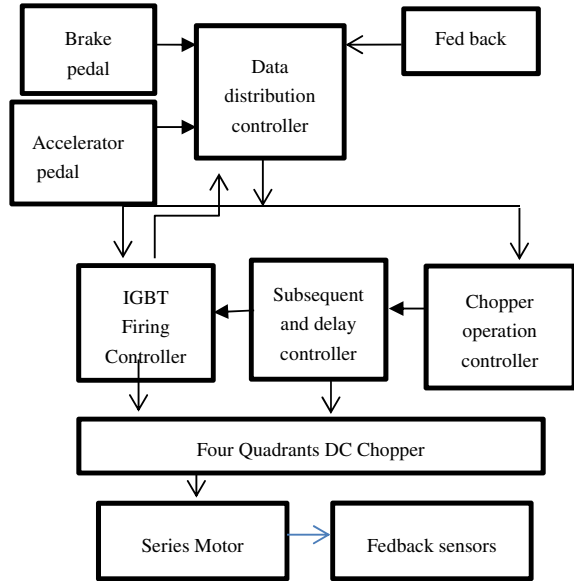 Brake
pedal
Data
distribution
controller
Fed back
Accelerator
pedal
IGBT
Firing
Controller
Subsequent
and delay
controller
Chopper
operation
controller
Four Quadrants DC Chopper
Series Motor
Fedback sensors